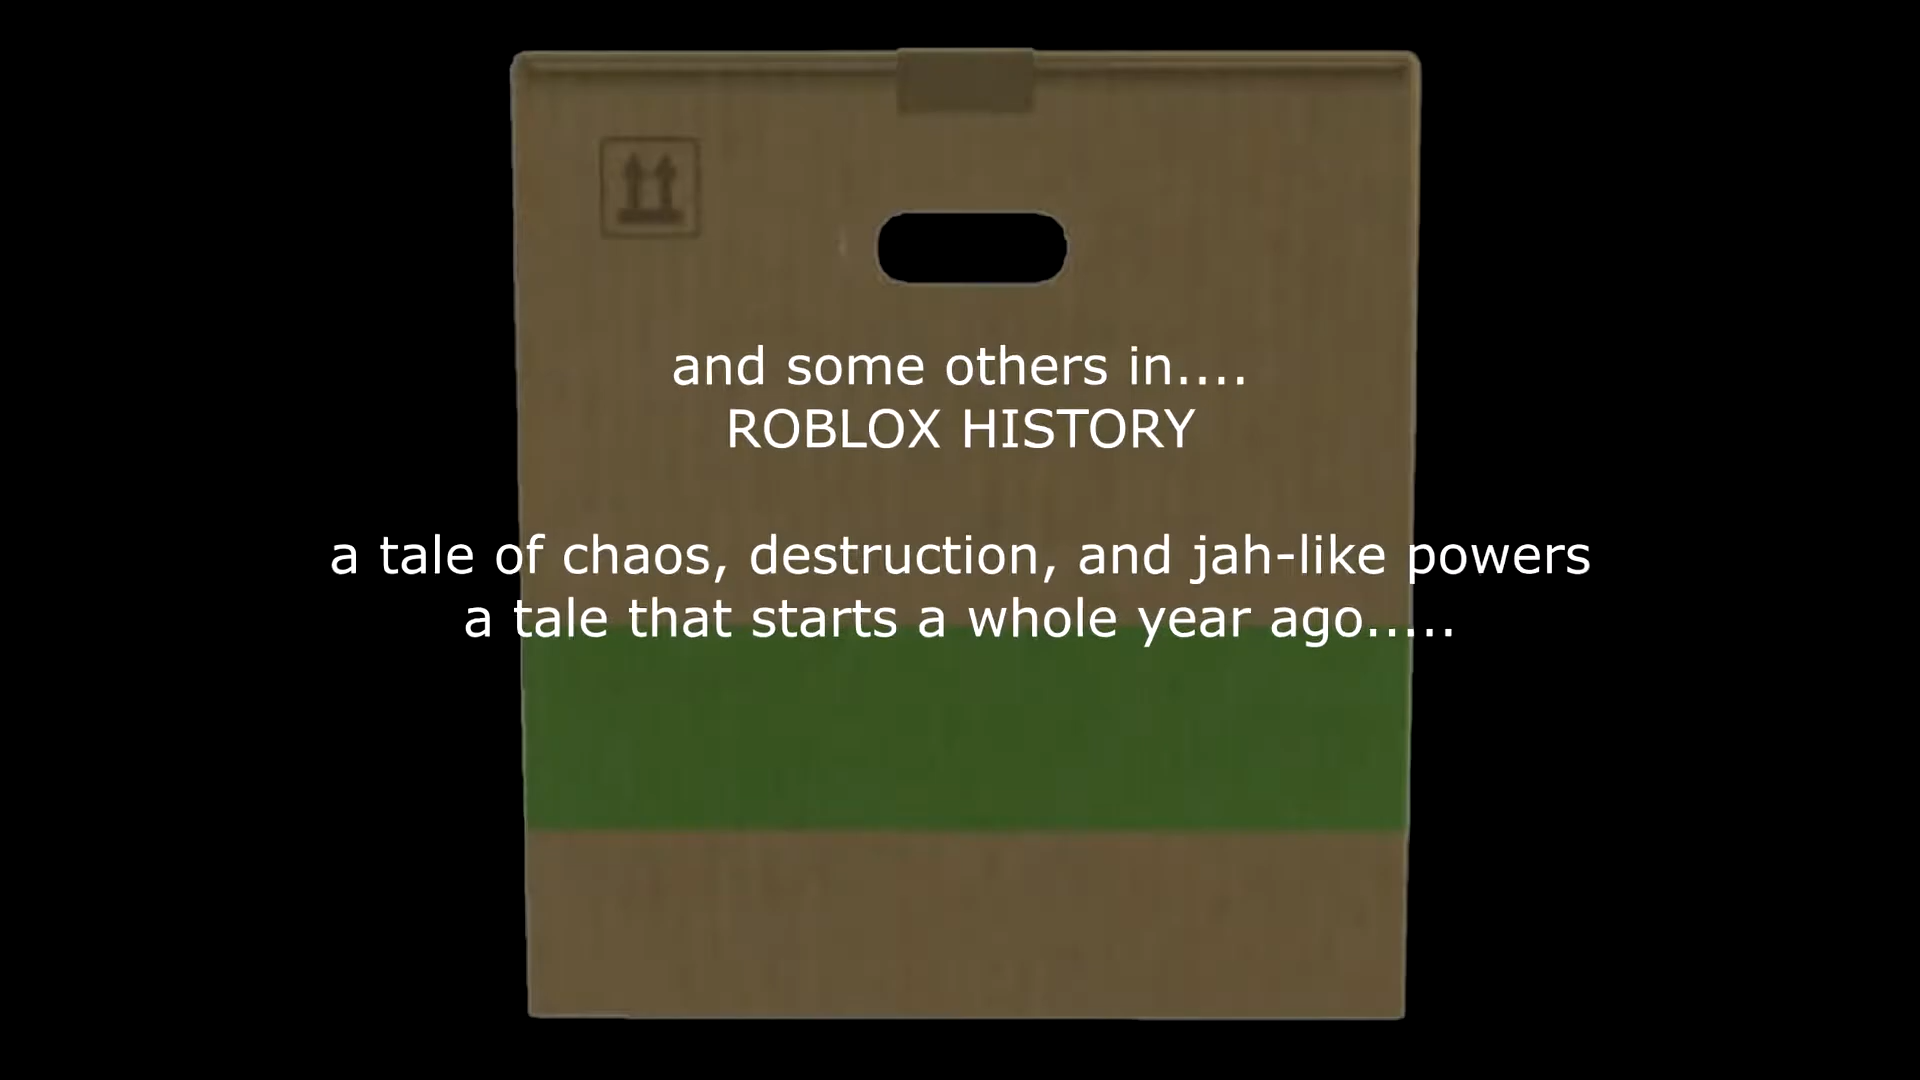 and some others in....
ROBLOX HISTORY
a tale of chaos, destruction, and jah-like powers
a tale that starts a whole year ago.....